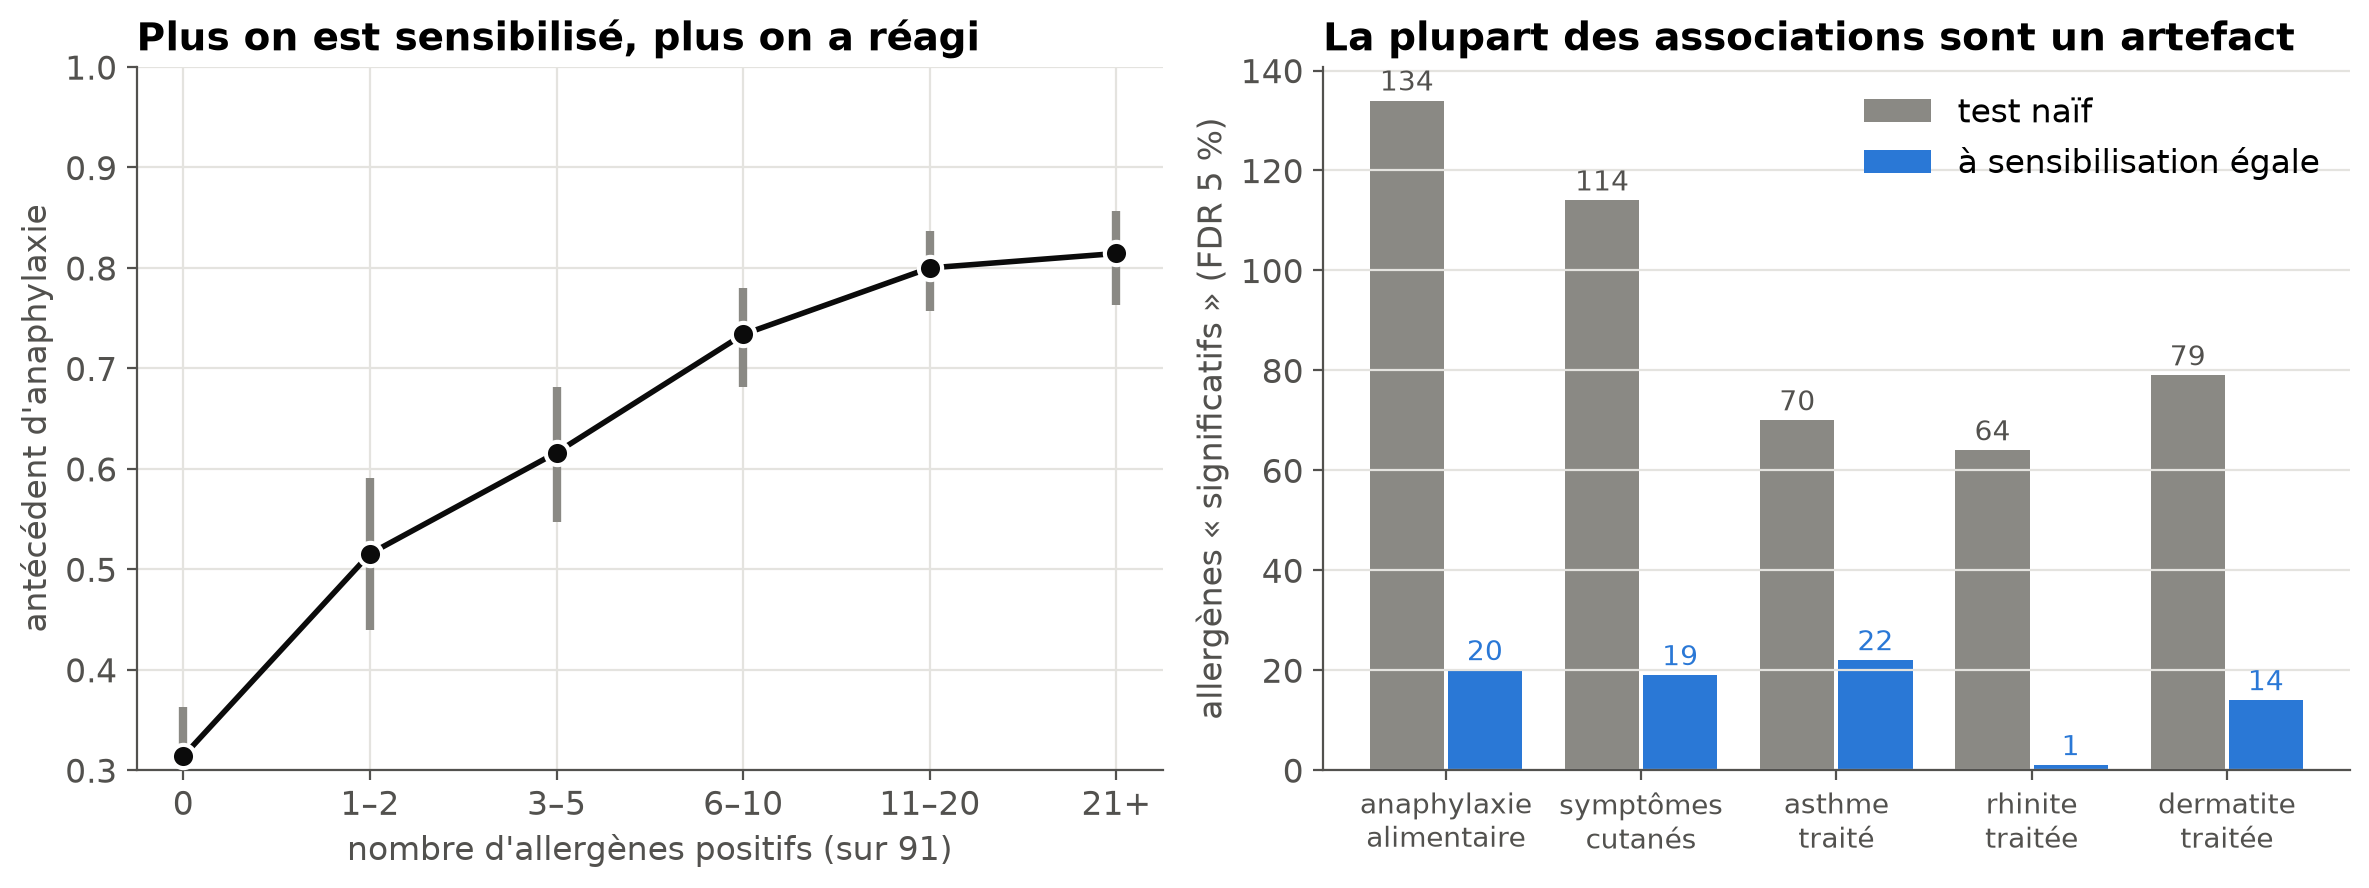 Plus on est sensibilisé, plus on a réagi
antécédent d'anaphylaxie
1.0
0.9
0.8
0.7
0.6
0.5
0.4
0.3
0
1–2
3–5
6–10
11–20
21+
nombre d'allergènes positifs (sur 91)
La plupart des associations sont un artefact
allergènes « significatifs » (FDR 5 %)
140
120
100
80
60
40
20
0
test naïf
à sensibilisation égale
134
20
114
19
70
22
64
1
79
14
anaphylaxie
alimentaire
symptômes
cutanés
asthme
traité
rhinite
traitée
dermatite
traitée